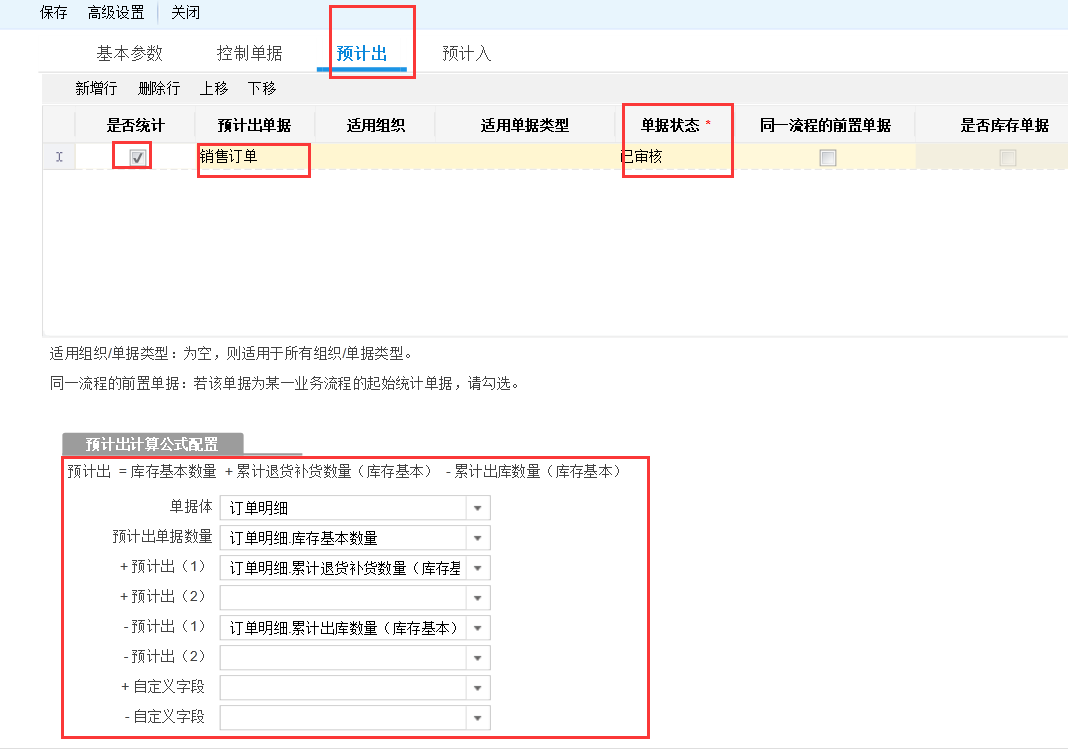 保存 高级设置 关闭
基本参数 控制单据 预计出 预计入
新增行 删除行 上移 下移
是否统计 预计出单据 适用组织 适用单据类型 单据状态 * 同一流程的前置单据 是否库存单据
销售订单 已审核
适用组织/单据类型：为空，则适用于所有组织/单据类型。
同一流程的前置单据：若该单据为某一业务流程的起始统计单据，请勾选。
预计出计算公式配置
预计出 = 库存基本数量 + 累计退货补货数量（库存基本） - 累计出库数量（库存基本）
单据体 订单明细
预计出单据数量 订单明细.库存基本数量
+ 预计出（1） 订单明细.累计退货补货数量（库存基
+ 预计出（2）
- 预计出（1） 订单明细.累计出库数量（库存基本）
- 预计出（2）
+ 自定义字段
- 自定义字段